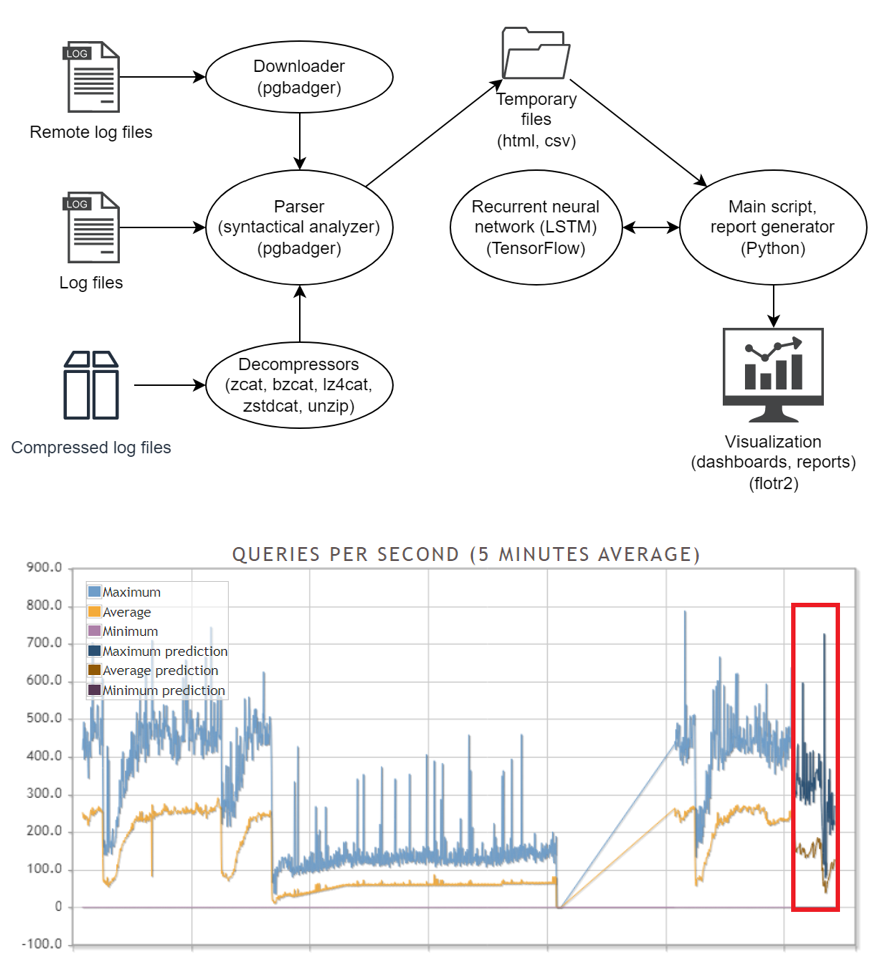 LOG
Remote log files
Downloader
(pgbadger)
Temporary
files
(html, csv)
LOG
Log files
Parser
(syntactical analyzer)
(pgbadger)
Recurrent neural
network (LSTM)
(TensorFlow)
Main script,
report generator
(Python)
Compressed log files
Decompressors
(zcat, bzcat, lz4cat,
zstdcat, unzip)
Visualization
(dashboards, reports)
(flotr2)
QUERIES PER SECOND (5 MINUTES AVERAGE)
900.0
800.0
700.0
600.0
500.0
400.0
300.0
200.0
100.0
0
-100.0
Maximum
Average
Minimum
Maximum prediction
Average prediction
Minimum prediction